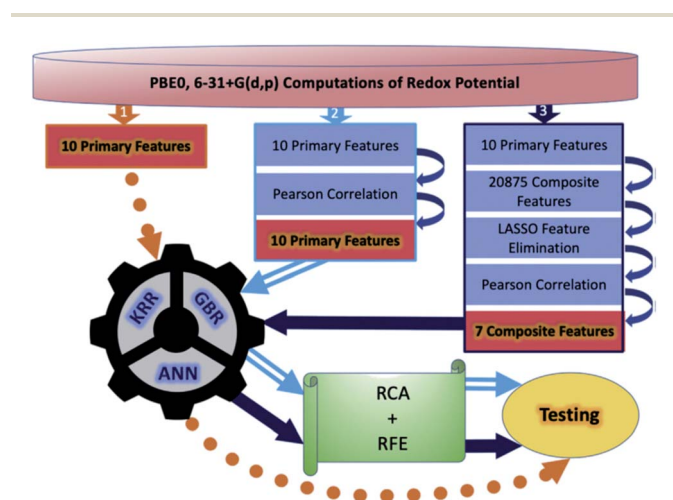 PBE0, 6-31+G(d,p) Computations of Redox Potential
1
2
3
10 Primary Features
10 Primary Features
Pearson Correlation
10 Primary Features
10 Primary Features
20875 Composite
Features
LASSO Feature
Elimination
Pearson Correlation
7 Composite Features
KRR
GBR
ANN
RCA
+
RFE
Testing